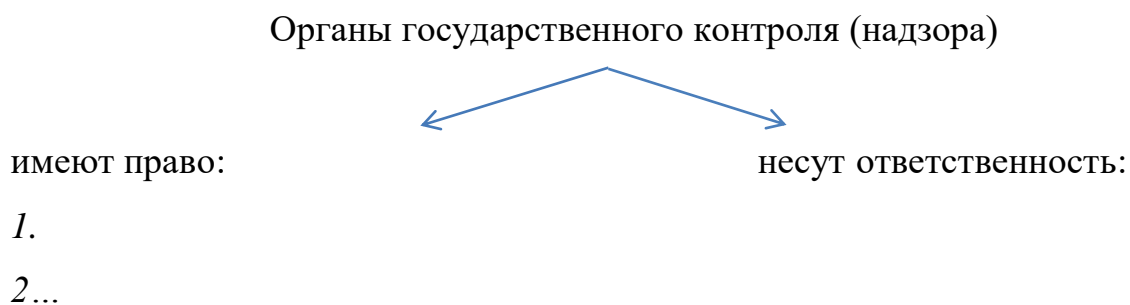 Органы государственного контроля (надзора)
имеют право: несут ответственность:
1.
2...